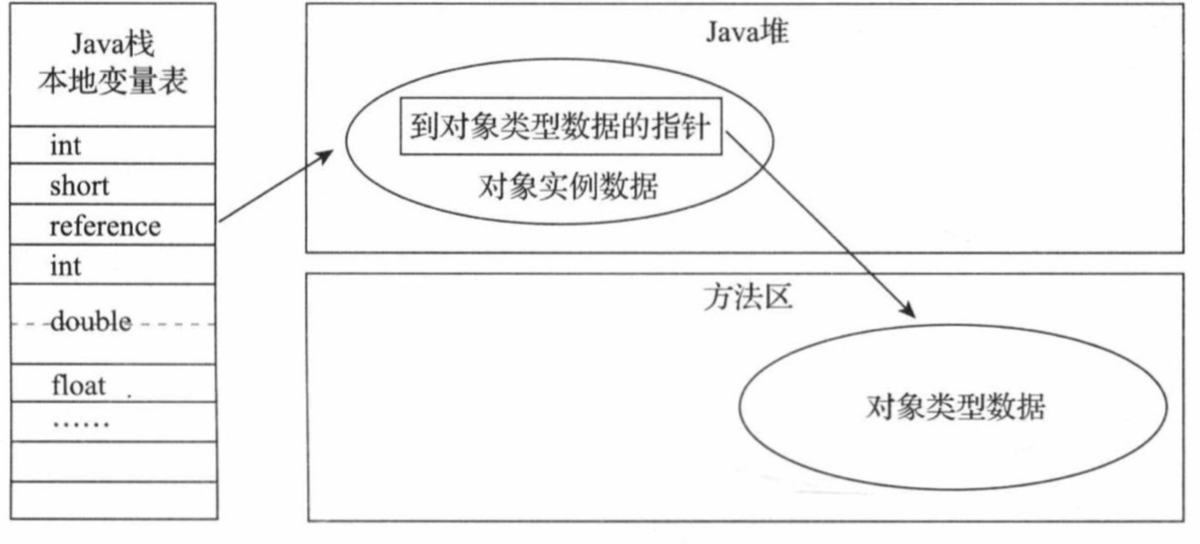 Java栈
本地变量表
int
short
reference
int
double
float
……
Java堆
到对象类型数据的指针
对象实例数据
方法区
对象类型数据